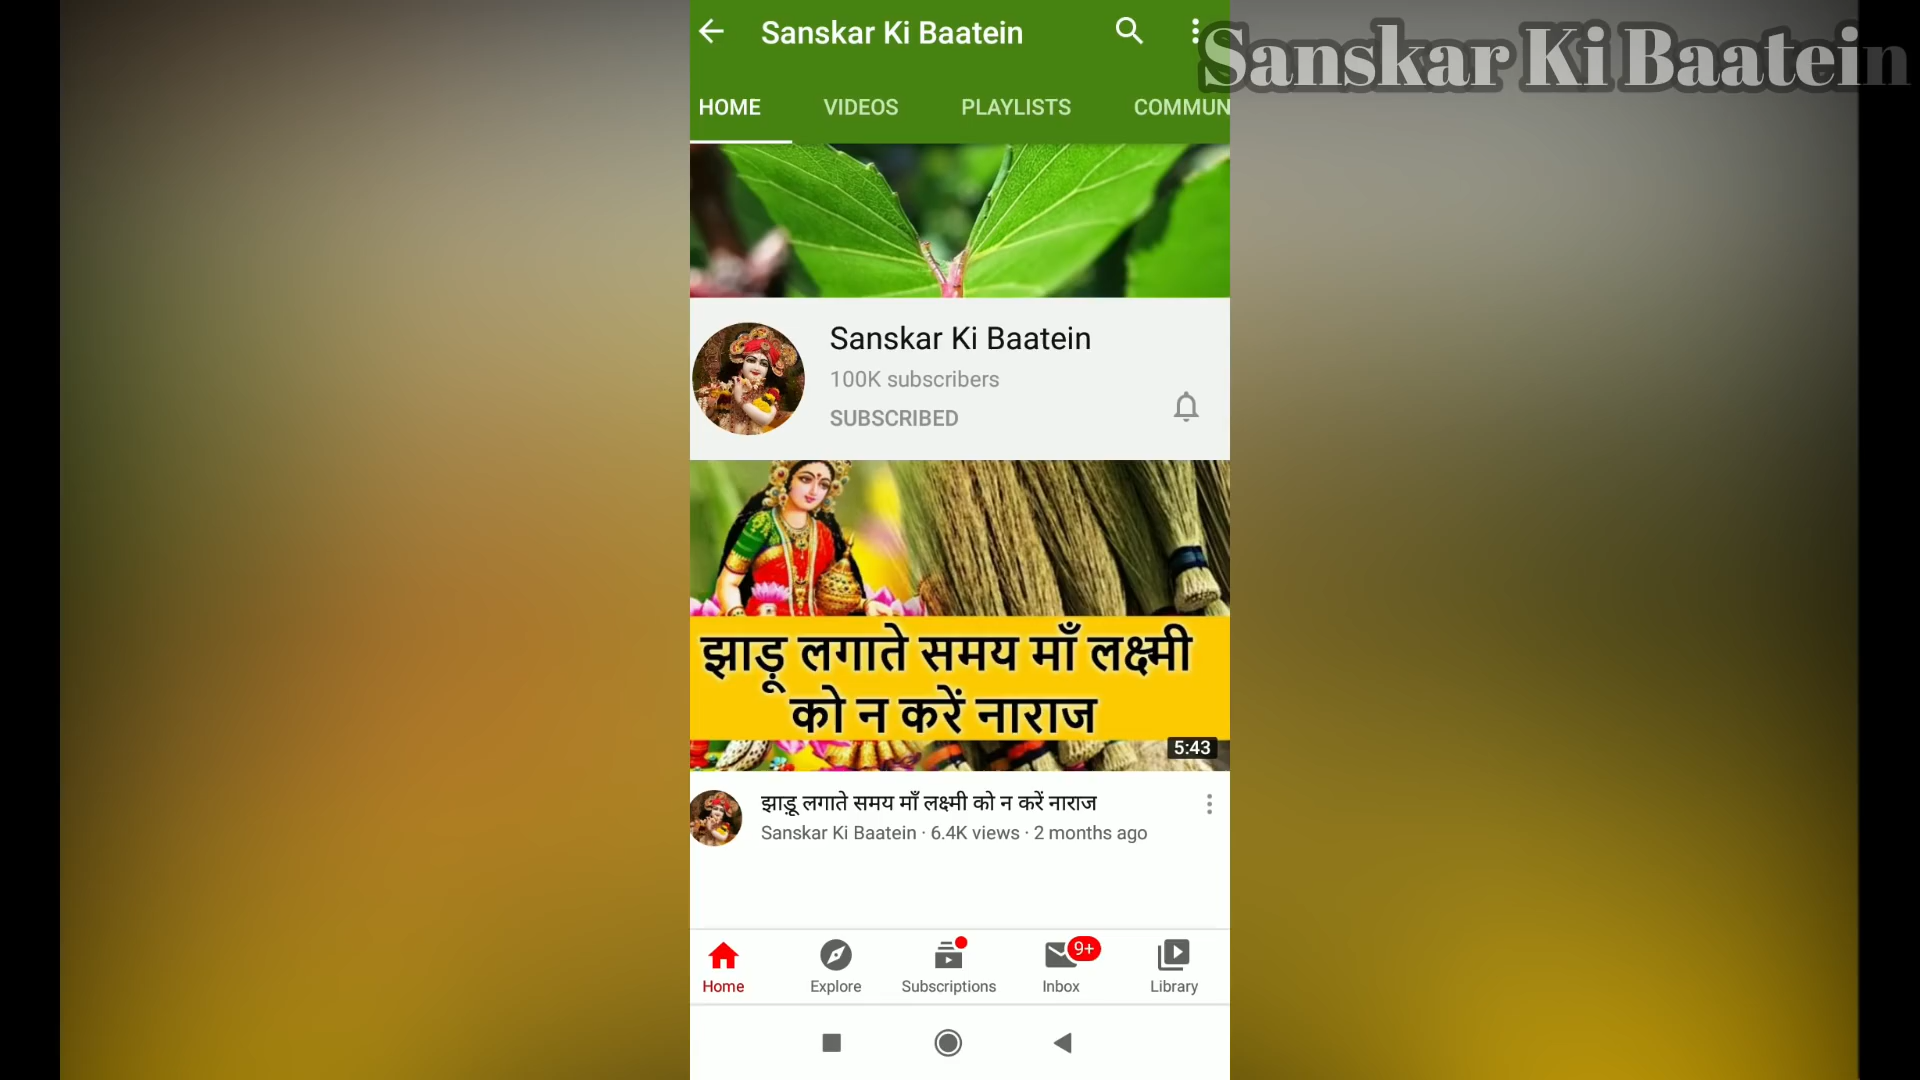 Sanskar Ki Baatein
Sanskar Ki Baatein
HOME VIDEOS PLAYLISTS COMMUN
Sanskar Ki Baatein
100K subscribers
SUBSCRIBED
झाड़ू लगाते समय माँ लक्ष्मी
को न करें नाराज
5:43
झाड़ू लगाते समय माँ लक्ष्मी को न करें नाराज
Sanskar Ki Baatein · 6.4K views · 2 months ago
9+
Home Explore Subscriptions Inbox Library